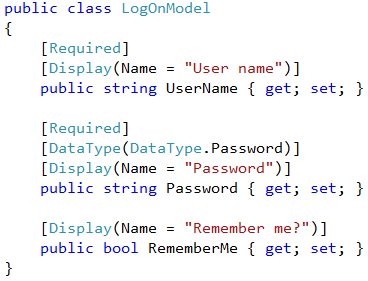 public class LogOnModel
{
    [Required]
    [Display(Name = "User name")]
    public string UserName { get; set; }

    [Required]
    [DataType(DataType.Password)]
    [Display(Name = "Password")]
    public string Password { get; set; }

    [Display(Name = "Remember me?")]
    public bool RememberMe { get; set; }
}